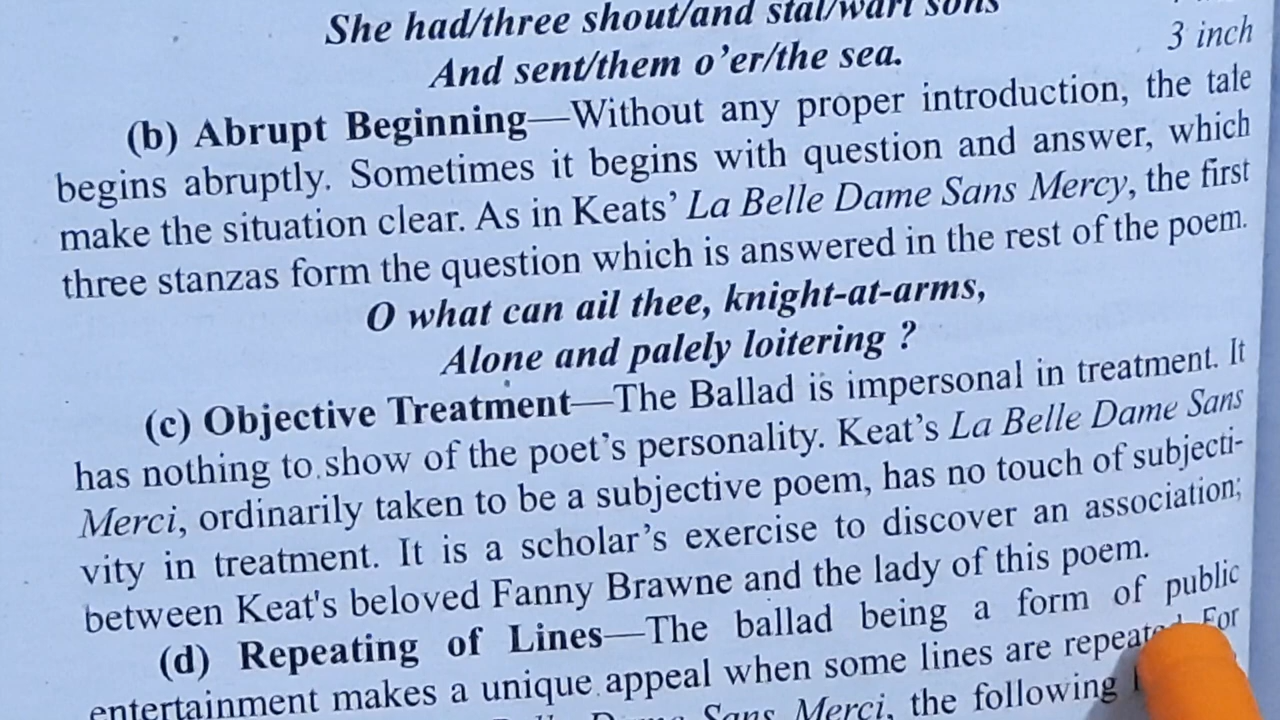 She had/three shout/and stal/wart sons
3 inch
And sent/them o'er/the sea.
(b) Abrupt Beginning—Without any proper introduction, the tale
begins abruptly. Sometimes it begins with question and answer, which
make the situation clear. As in Keats' La Belle Dame Sans Mercy, the first
three stanzas form the question which is answered in the rest of the poem.
O what can ail thee, knight-at-arms,
Alone and palely loitering ?
(c) Objective Treatment—The Ballad is impersonal in treatment. It
has nothing to show of the poet's personality. Keat's La Belle Dame Sans
Merci, ordinarily taken to be a subjective poem, has no touch of subjecti-
vity in treatment. It is a scholar's exercise to discover an association;
between Keat's beloved Fanny Brawne and the lady of this poem.
(d) Repeating of Lines—The ballad being a form of public
entertainment makes a unique appeal when some lines are repeated. For
Dame Sans Merci, the following